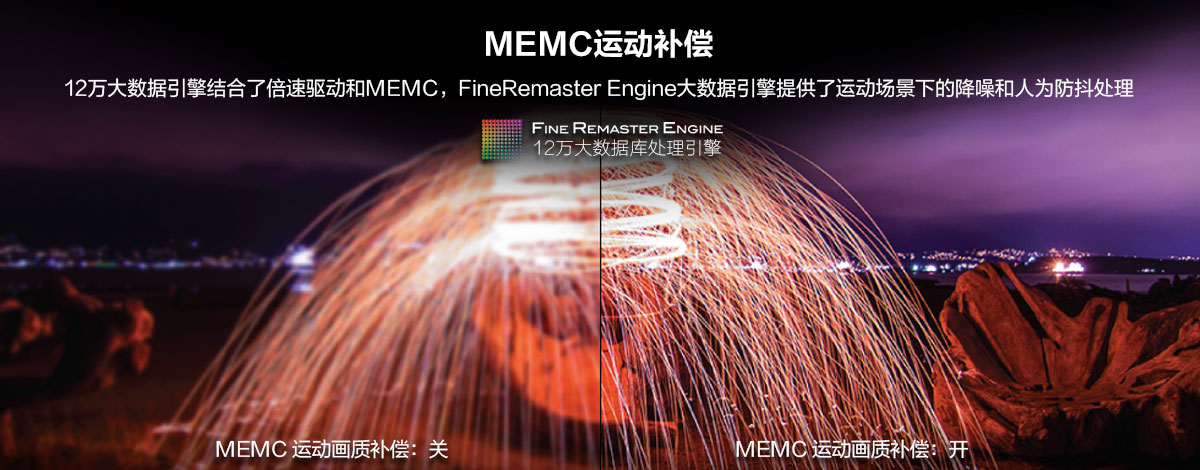 MEMC运动补偿
12万大数据引擎结合了倍速驱动和MEMC，FineRemaster Engine大数据引擎提供了运动场景下的降噪和人为防抖处理
FINE REMASTER ENGINE
12万大数据库处理引擎
MEMC 运动画质补偿：关
MEMC 运动画质补偿：开